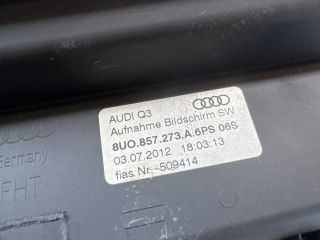 AUDI Q3
Aufnahme Bildschirm SW
8U0.857.273.A.6PS 06S
03.07.2012 18:03:13
fias Nr.-509414
Germany
FHT